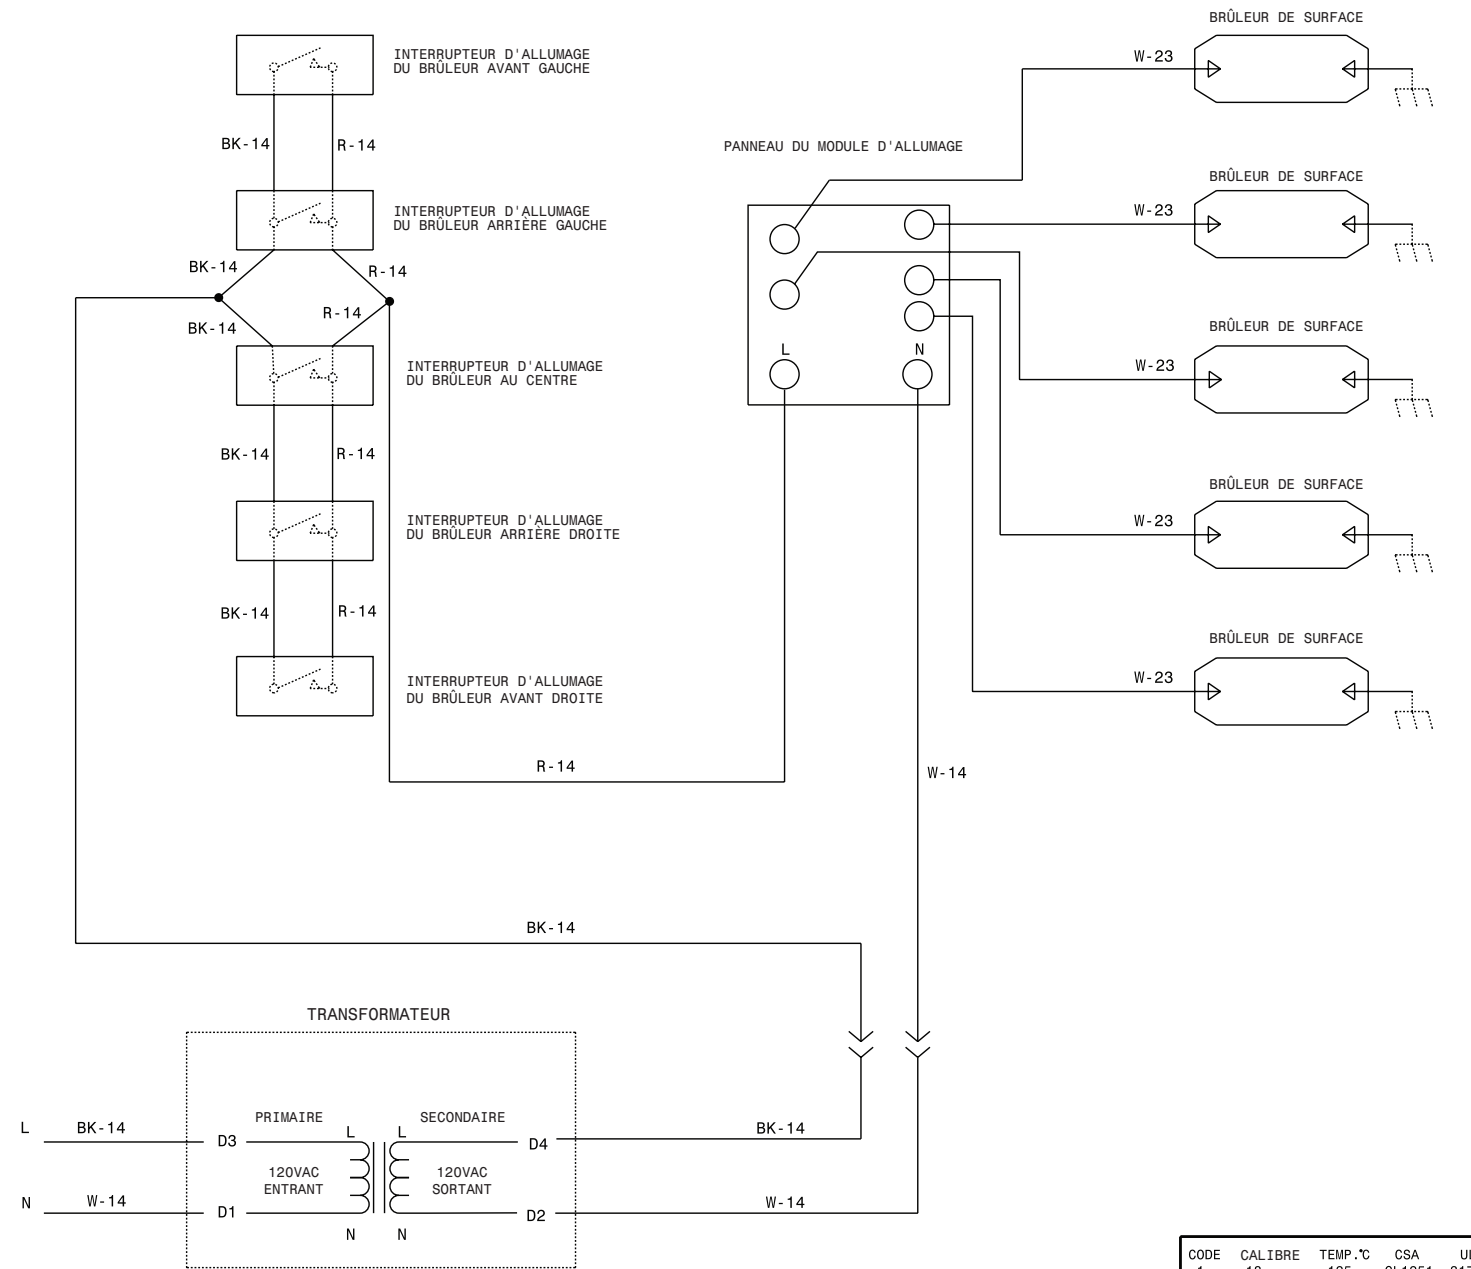 BRÛLEUR DE SURFACE
INTERRUPTEUR D'ALLUMAGE
DU BRÛLEUR AVANT GAUCHE
W-23
BK-14
R-14
PANNEAU DU MODULE D'ALLUMAGE
BRÛLEUR DE SURFACE
INTERRUPTEUR D'ALLUMAGE
DU BRÛLEUR ARRIÈRE GAUCHE
W-23
BK-14
R-14
R-14
BK-14
BRÛLEUR DE SURFACE
L
N
INTERRUPTEUR D'ALLUMAGE
DU BRÛLEUR AU CENTRE
W-23
BK-14
R-14
BRÛLEUR DE SURFACE
INTERRUPTEUR D'ALLUMAGE
DU BRÛLEUR ARRIÈRE DROITE
W-23
BK-14
R-14
BRÛLEUR DE SURFACE
INTERRUPTEUR D'ALLUMAGE
DU BRÛLEUR AVANT DROITE
W-23
R-14
W-14
BK-14
TRANSFORMATEUR
PRIMAIRE
SECONDAIRE
L
BK-14
D3
L
L
D4
BK-14
120VAC
ENTRANT
120VAC
SORTANT
N
W-14
D1
D2
W-14
N
N
CODE CALIBRE TEMP.°C CSA